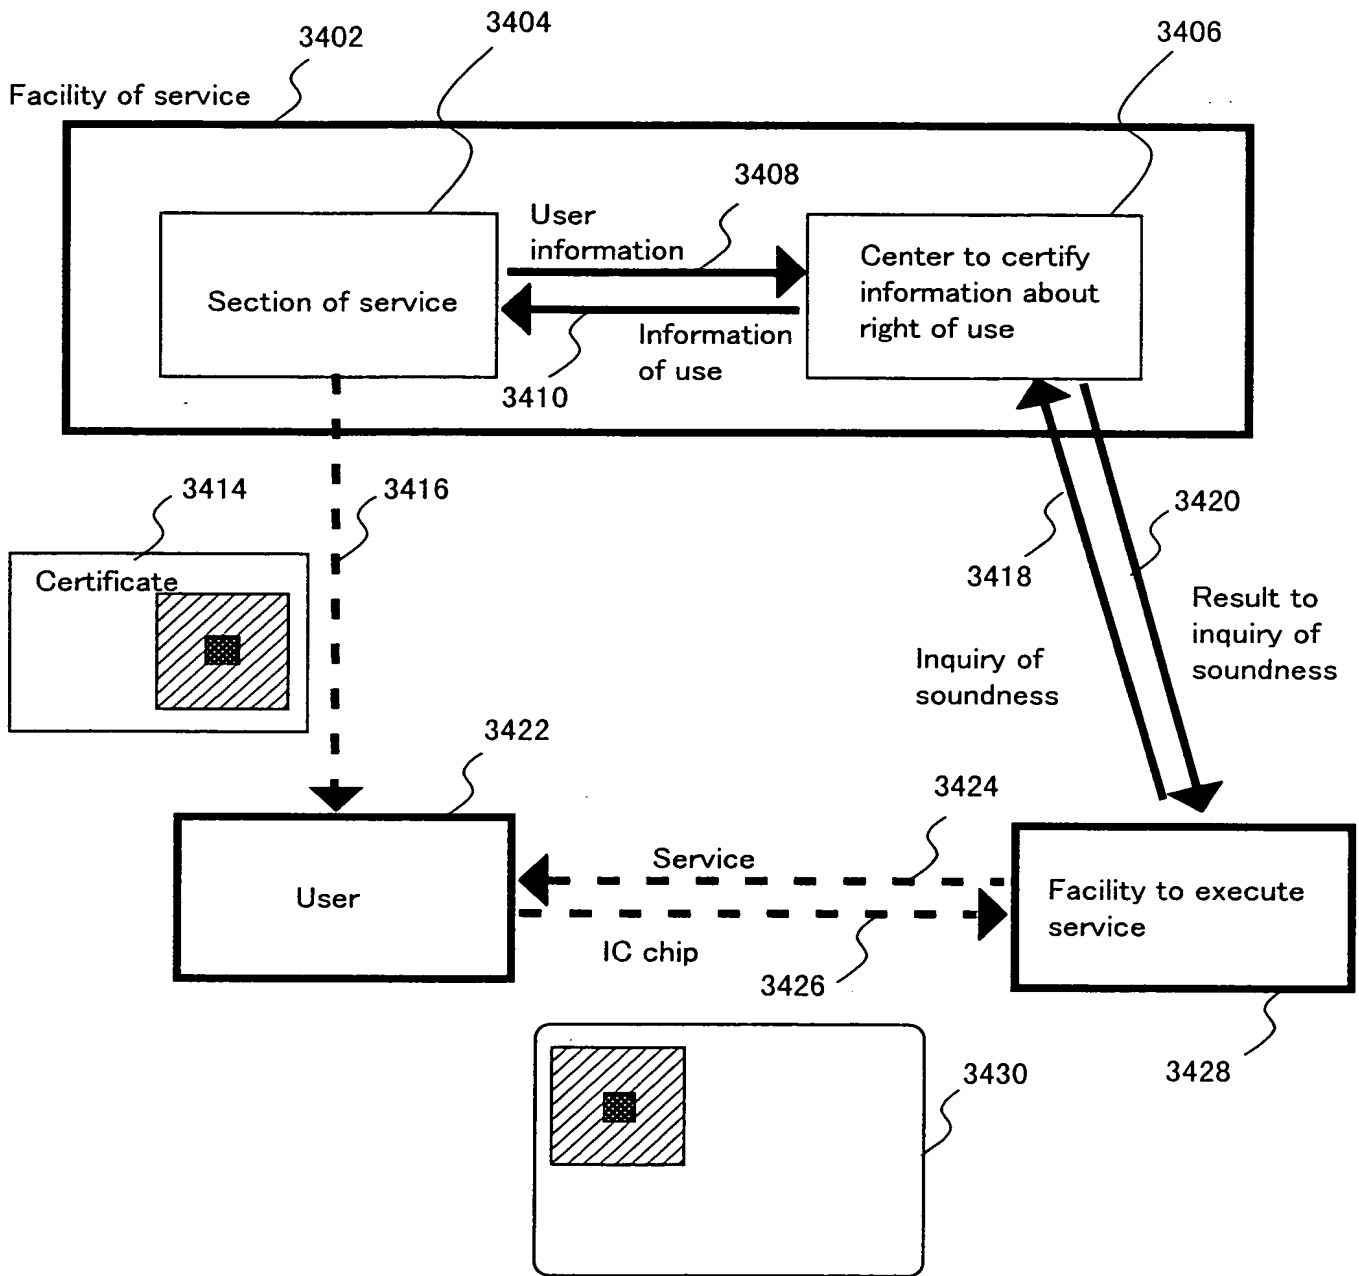 3402
3404
3406
Facility of service
3408
User
information
Section of service
Center to certify
information about
right of use
Information
of use
3410
3414
3416
3420
3418
Certificate
Result to
inquiry of
soundness
Inquiry of
soundness
3422
3424
Service
User
Facility to execute
service
IC chip
3426
3430
3428